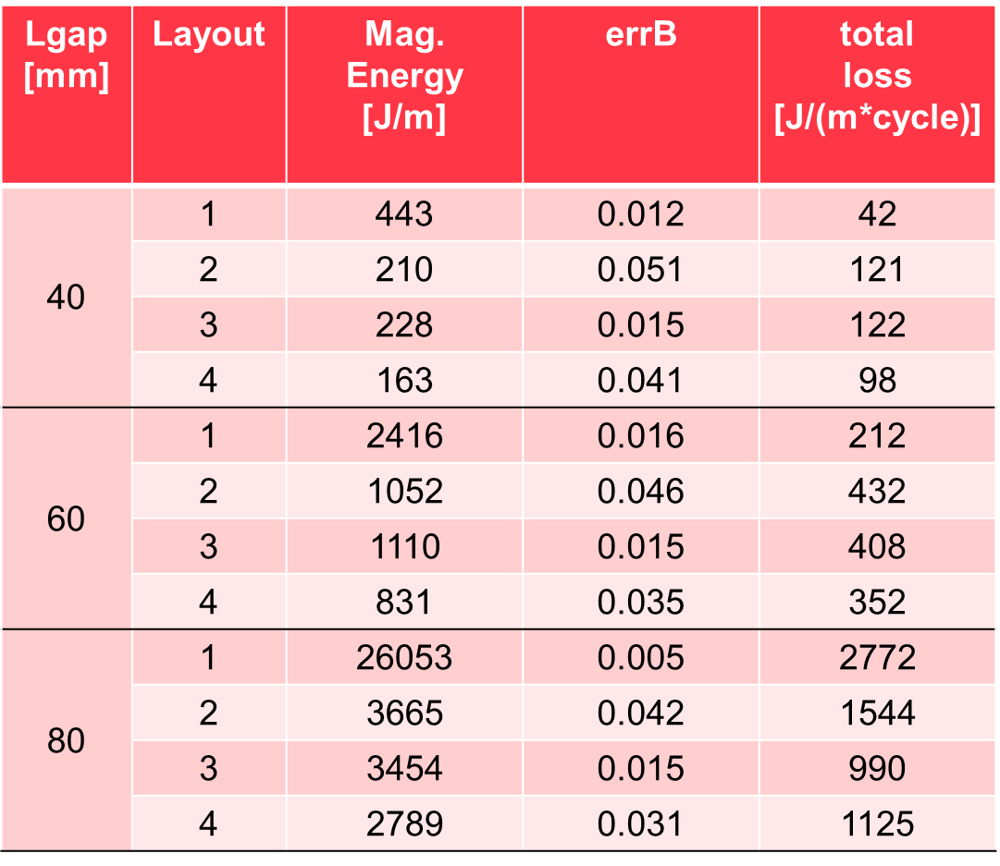 Lgap [mm] Layout Mag. Energy [J/m] errB total loss [J/(m*cycle)]
40 1 443 0.012 42
2 210 0.051 121
3 228 0.015 122
4 163 0.041 98
60 1 2416 0.016 212
2 1052 0.046 432
3 1110 0.015 408
4 831 0.035 352
80 1 26053 0.005 2772
2 3665 0.042 1544
3 3454 0.015 990
4 2789 0.031 1125